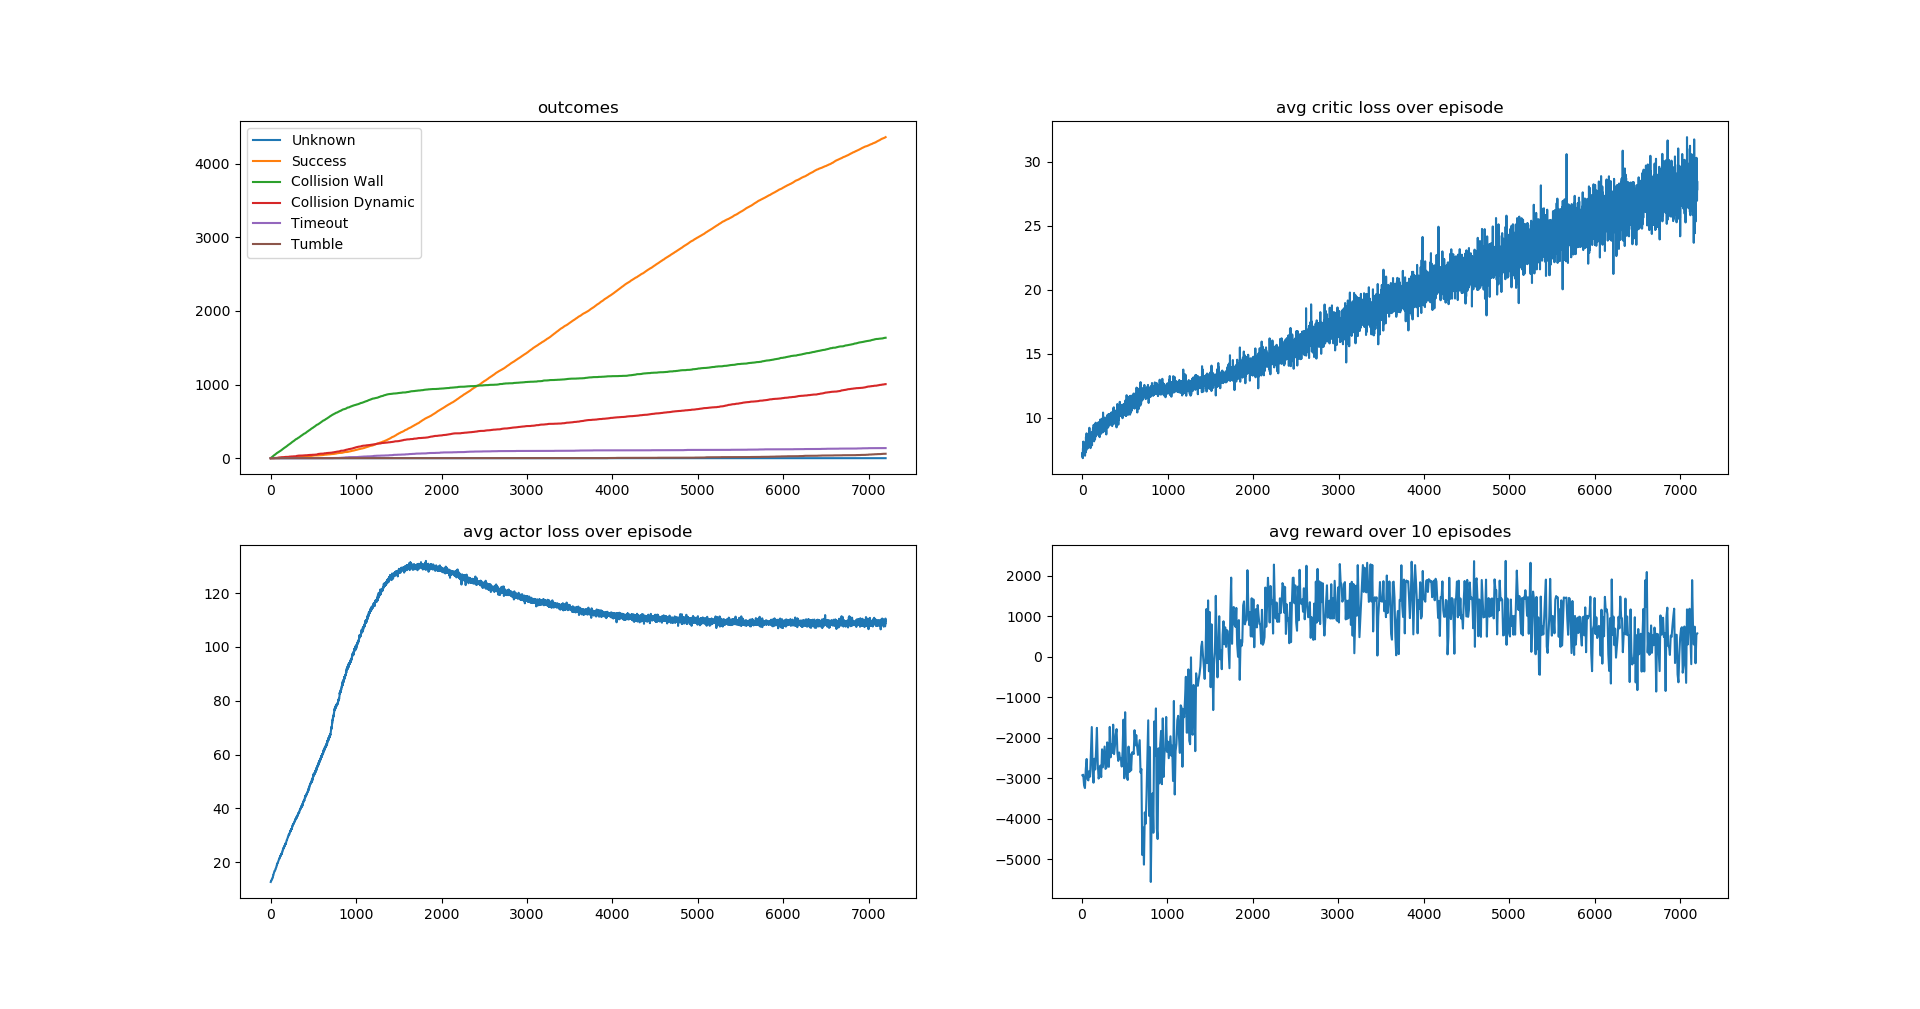 outcomes
Unknown
Success
Collision Wall
Collision Dynamic
Timeout
Tumble
4000
3000
2000
1000
0
0 1000 2000 3000 4000 5000 6000 7000
avg critic loss over episode
30
25
20
15
10
0 1000 2000 3000 4000 5000 6000 7000
avg actor loss over episode
120
100
80
60
40
20
0 1000 2000 3000 4000 5000 6000 7000
avg reward over 10 episodes
2000
1000
0
−1000
−2000
−3000
−4000
−5000
0 1000 2000 3000 4000 5000 6000 7000